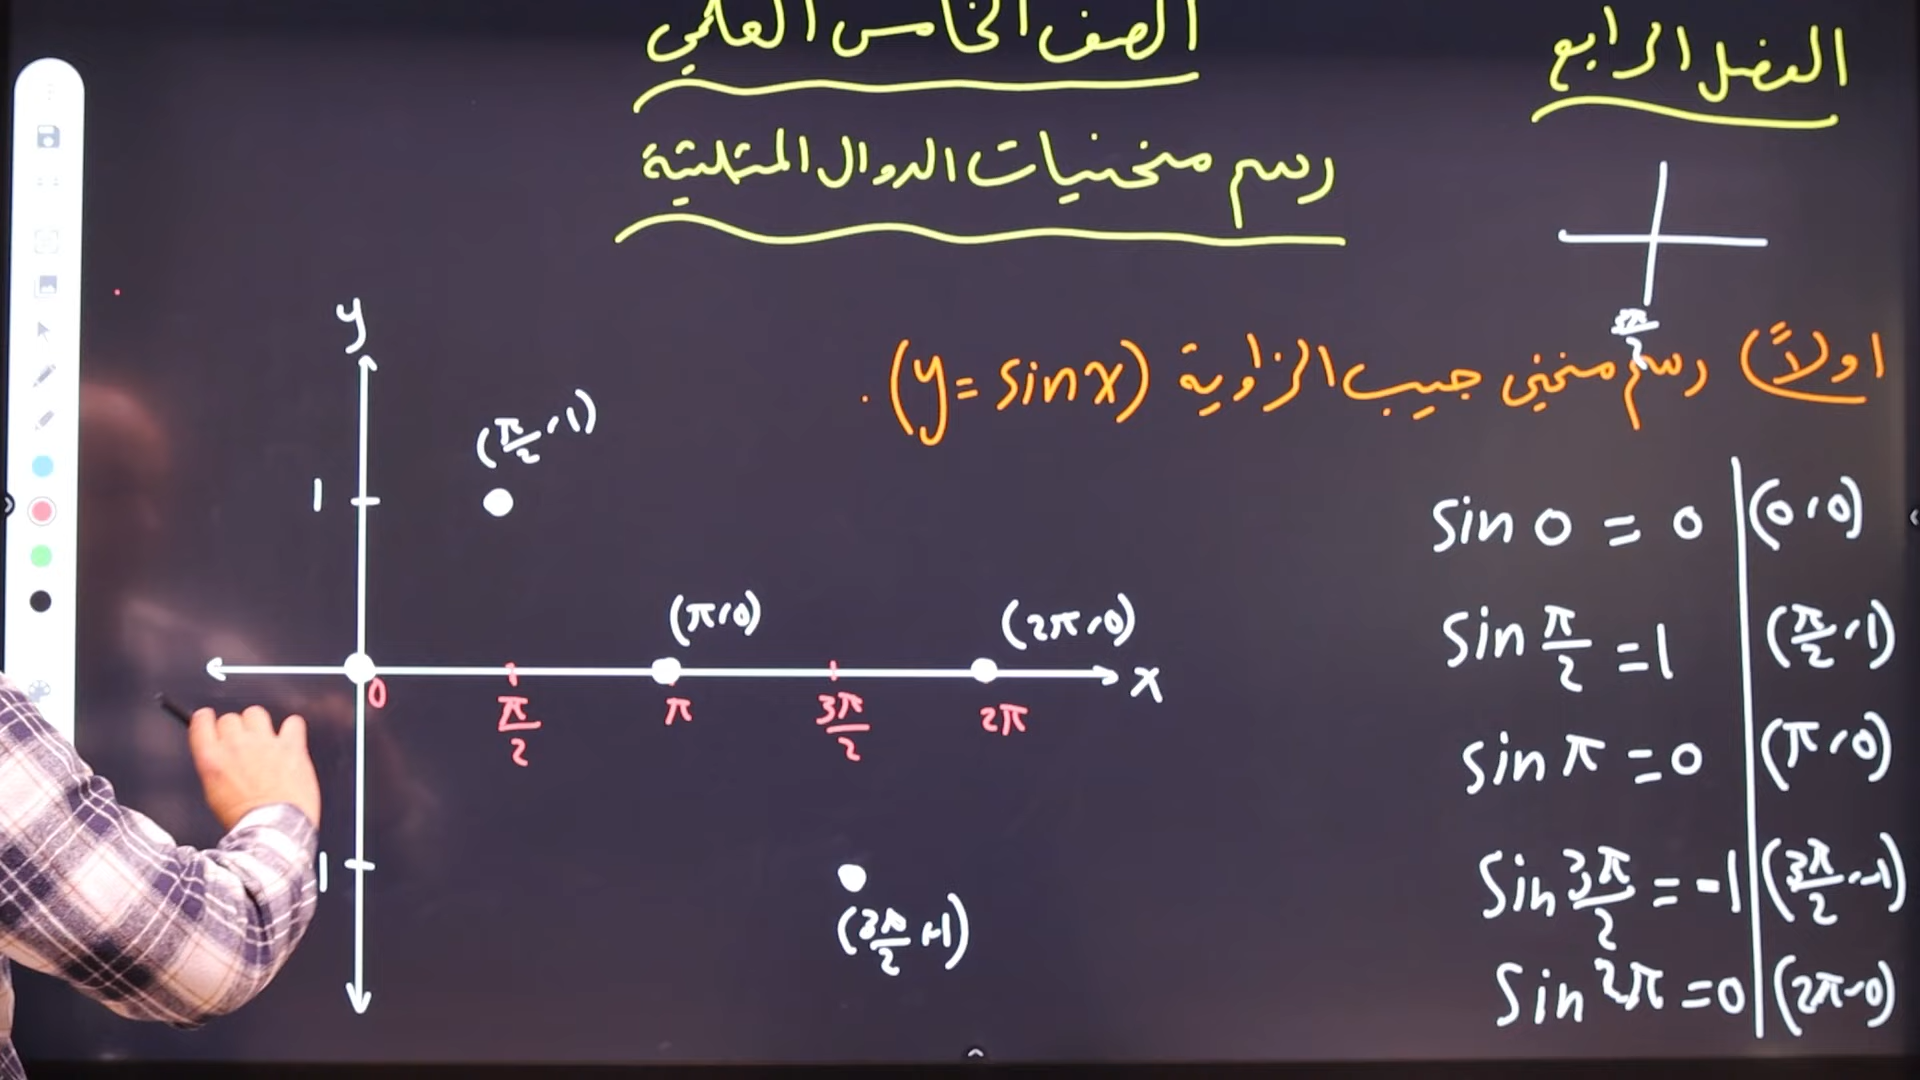 الفصل الرابع
الصف الخامس العلمي
رسم منحنيات الدوال المثلثية
3π/2
اولاً) رسم منحني جيب الزاوية (y = sin x) .
sin 0 = 0 | (0, 0)
sin π/2 = 1 | (π/2, 1)
sin π = 0 | (π, 0)
sin 3π/2 = -1 | (3π/2, -1)
sin 2π = 0 | (2π, 0)
y
(π/2, 1)
1
(π, 0)
(2π, 0)
x
0
π/2
π
3π/2
2π
1
(3π/2, -1)